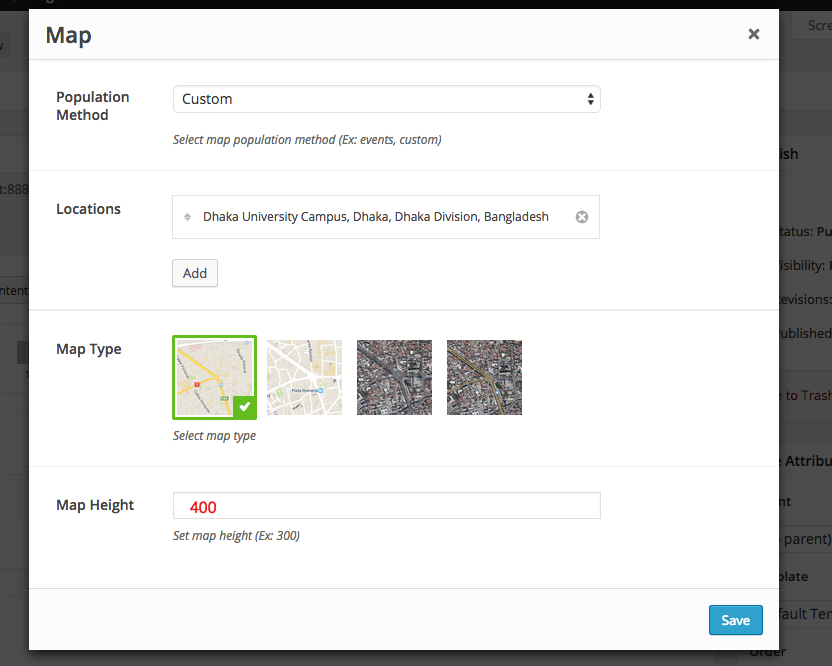 Map
Scre
Population
Method
Custom
Select map population method (Ex: events, custom)
ish
t:888
Locations
Dhaka University Campus, Dhaka, Dhaka Division, Bangladesh
tatus: Pu
isibility:
Add
ntent
evisions:
ublished
Map Type
Select map type
e to Trash
e Attribu
Map Height
400
nt
Set map height (Ex: 300)
parent)
plate
fault Ten
Save
Order